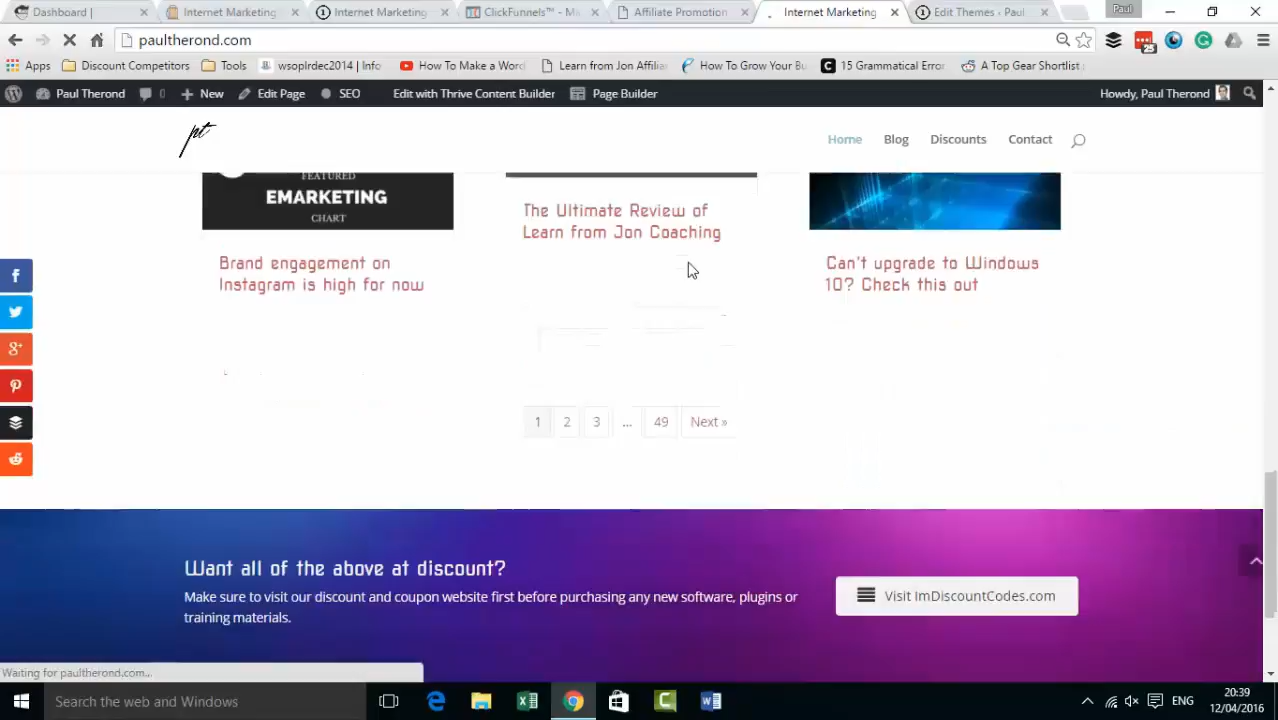 Dashboard |
Internet Marketing
Internet Marketing
ClickFunnels™ - Mi
Affiliate Promotion
Internet Marketing
Edit Themes ‹ Paul
Paul
paultherond.com
25
Apps
Discount Competitors
Tools
wsoplrdec2014 | Info
How To Make a Word
Learn from Jon Affilia
How To Grow Your Bu
15 Grammatical Error
A Top Gear Shortlist
Paul Therond
0
New
Edit Page
SEO
Edit with Thrive Content Builder
Page Builder
Howdy, Paul Therond
pt
Home
Blog
Discounts
Contact
FEATURED
EMARKETING
CHART
Brand engagement on
Instagram is high for now
The Ultimate Review of
Learn from Jon Coaching
Can't upgrade to Windows
10? Check this out
1
2
3
...
49
Next »
Want all of the above at discount?
Make sure to visit our discount and coupon website first before purchasing any new software, plugins or
training materials.
Visit ImDiscountCodes.com
Waiting for paultherond.com...
Search the web and Windows
ENG
20:39
12/04/2016